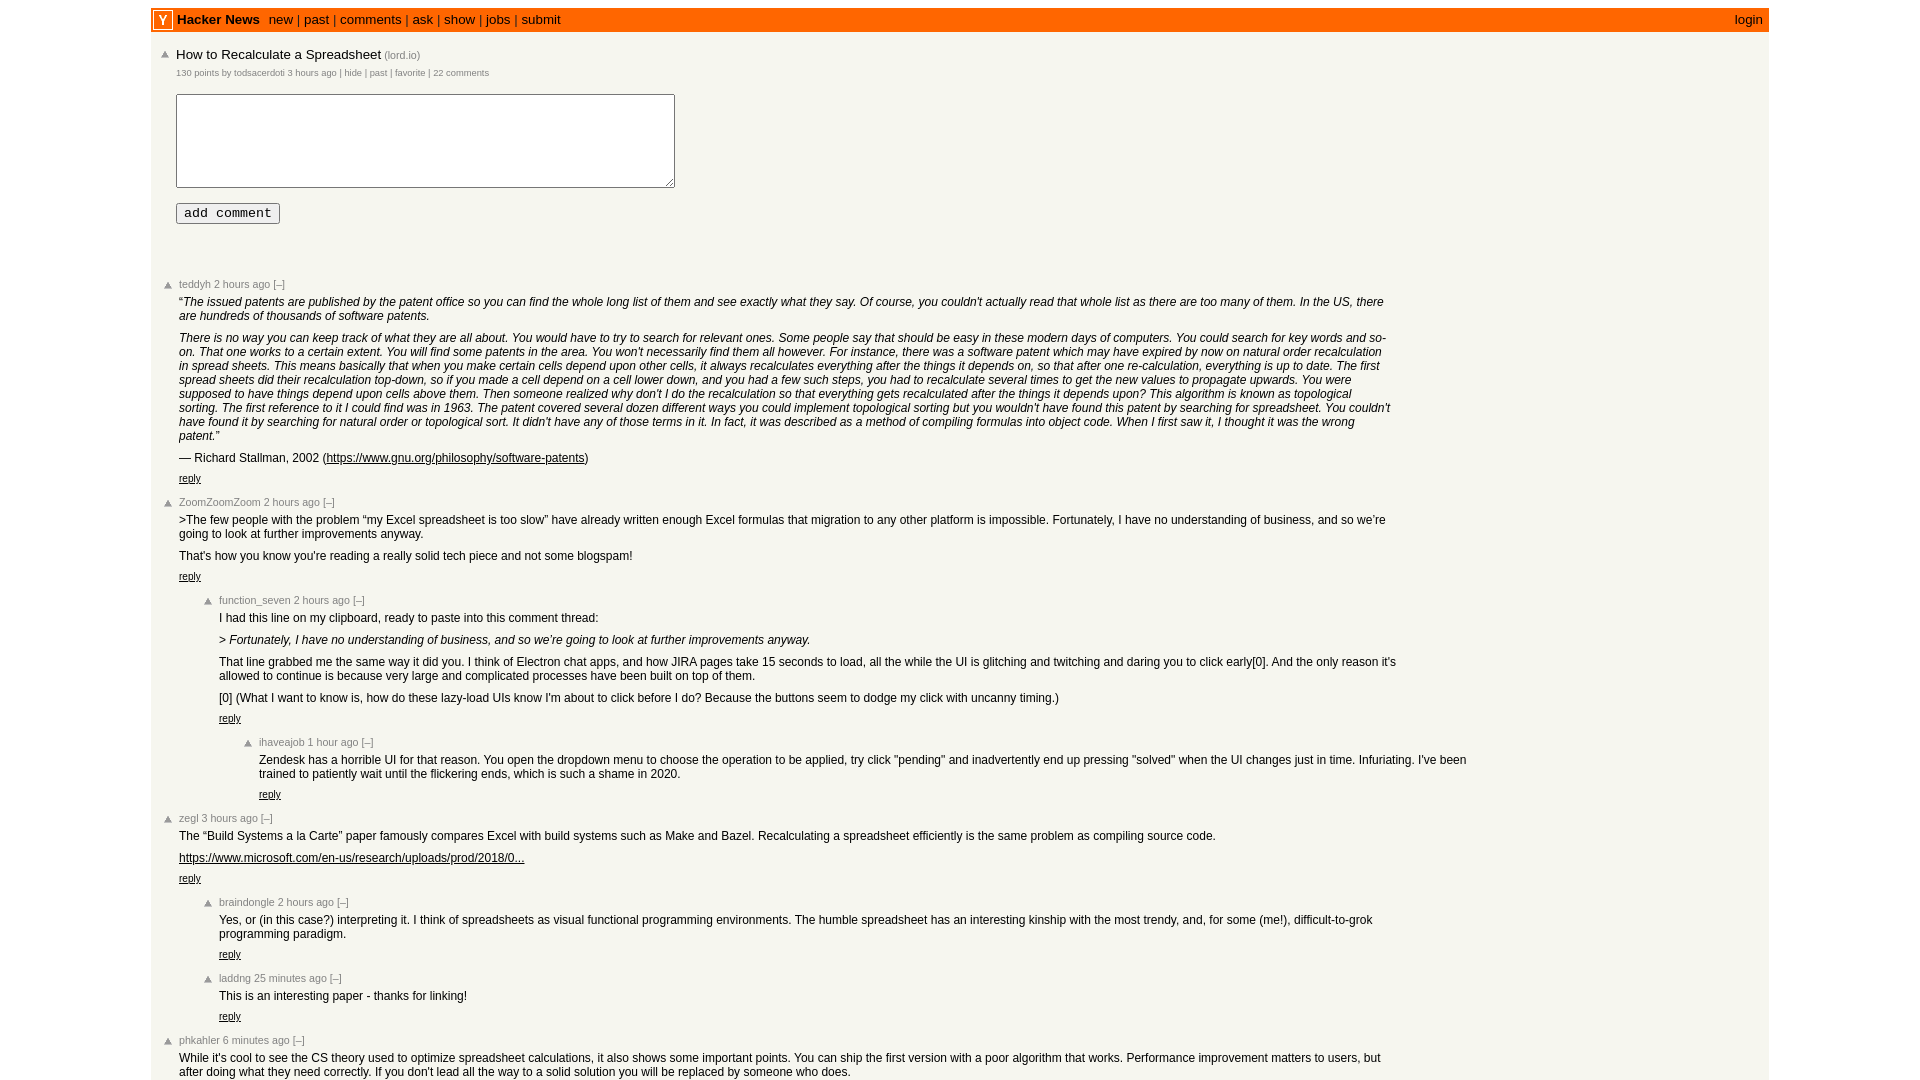 Y Hacker News new | past | comments | ask | show | jobs | submit login
How to Recalculate a Spreadsheet (lord.io)
130 points by todsacerdoti 3 hours ago | hide | past | favorite | 22 comments
add comment
teddyh 2 hours ago [–]
“The issued patents are published by the patent office so you can find the whole long list of them and see exactly what they say. Of course, you couldn't actually read that whole list as there are too many of them. In the US, there
are hundreds of thousands of software patents.
There is no way you can keep track of what they are all about. You would have to try to search for relevant ones. Some people say that should be easy in these modern days of computers. You could search for key words and so-
on. That one works to a certain extent. You will find some patents in the area. You won't necessarily find them all however. For instance, there was a software patent which may have expired by now on natural order recalculation
in spread sheets. This means basically that when you make certain cells depend upon other cells, it always recalculates everything after the things it depends on, so that after one re-calculation, everything is up to date. The first
spread sheets did their recalculation top-down, so if you made a cell depend on a cell lower down, and you had a few such steps, you had to recalculate several times to get the new values to propagate upwards. You were
supposed to have things depend upon cells above them. Then someone realized why don't I do the recalculation so that everything gets recalculated after the things it depends upon? This algorithm is known as topological
sorting. The first reference to it I could find was in 1963. The patent covered several dozen different ways you could implement topological sorting but you wouldn't have found this patent by searching for spreadsheet. You couldn't
have found it by searching for natural order or topological sort. It didn't have any of those terms in it. In fact, it was described as a method of compiling formulas into object code. When I first saw it, I thought it was the wrong
patent.”
— Richard Stallman, 2002 (https://www.gnu.org/philosophy/software-patents)
reply
ZoomZoomZoom 2 hours ago [–]
>The few people with the problem “my Excel spreadsheet is too slow” have already written enough Excel formulas that migration to any other platform is impossible. Fortunately, I have no understanding of business, and so we’re
going to look at further improvements anyway.
That's how you know you're reading a really solid tech piece and not some blogspam!
reply
function_seven 2 hours ago [–]
I had this line on my clipboard, ready to paste into this comment thread:
> Fortunately, I have no understanding of business, and so we’re going to look at further improvements anyway.
That line grabbed me the same way it did you. I think of Electron chat apps, and how JIRA pages take 15 seconds to load, all the while the UI is glitching and twitching and daring you to click early[0]. And the only reason it's
allowed to continue is because very large and complicated processes have been built on top of them.
[0] (What I want to know is, how do these lazy-load UIs know I'm about to click before I do? Because the buttons seem to dodge my click with uncanny timing.)
reply
ihaveajob 1 hour ago [–]
Zendesk has a horrible UI for that reason. You open the dropdown menu to choose the operation to be applied, try click "pending" and inadvertently end up pressing "solved" when the UI changes just in time. Infuriating. I've been
trained to patiently wait until the flickering ends, which is such a shame in 2020.
reply
zegl 3 hours ago [–]
The “Build Systems a la Carte” paper famously compares Excel with build systems such as Make and Bazel. Recalculating a spreadsheet efficiently is the same problem as compiling source code.
https://www.microsoft.com/en-us/research/uploads/prod/2018/0...
reply
braindongle 2 hours ago [–]
Yes, or (in this case?) interpreting it. I think of spreadsheets as visual functional programming environments. The humble spreadsheet has an interesting kinship with the most trendy, and, for some (me!), difficult-to-grok
programming paradigm.
reply
laddng 25 minutes ago [–]
This is an interesting paper - thanks for linking!
reply
phkahler 6 minutes ago [–]
While it's cool to see the CS theory used to optimize spreadsheet calculations, it also shows some important points. You can ship the first version with a poor algorithm that works. Performance improvement matters to users, but
after doing what they need correctly. If you don't lead all the way to a solid solution you will be replaced by someone who does.